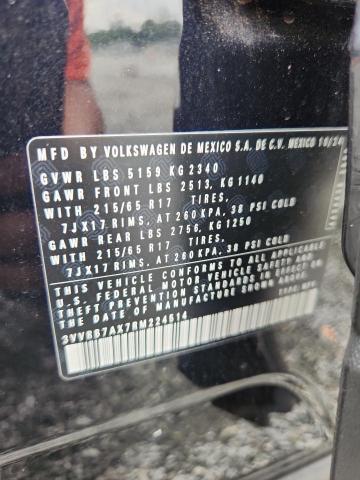 MFD BY VOLKSWAGEN DE MEXICO S.A. DE C.V. MEXICO 10/24
GVWR LBS 5159 KG 2340
GAWR FRONT LBS 2513, KG 1140
WITH 215/65 R17 TIRES.
7JX17 RIMS, AT 260 KPA, 38 PSI COLD
GAWR REAR LBS 2756, KG 1250
WITH 215/65 R17 TIRES.
7JX17 RIMS, AT 260 KPA, 38 PSI COLD
THIS VEHICLE CONFORMS TO ALL APPLICABLE
U.S. FEDERAL MOTOR VEHICLE SAFETY AND
THEFT PREVENTION STANDARDS IN EFFECT ON
THE DATE OF MANUFACTURE SHOWN ABOVE.
3VVRB7AX7RM224514